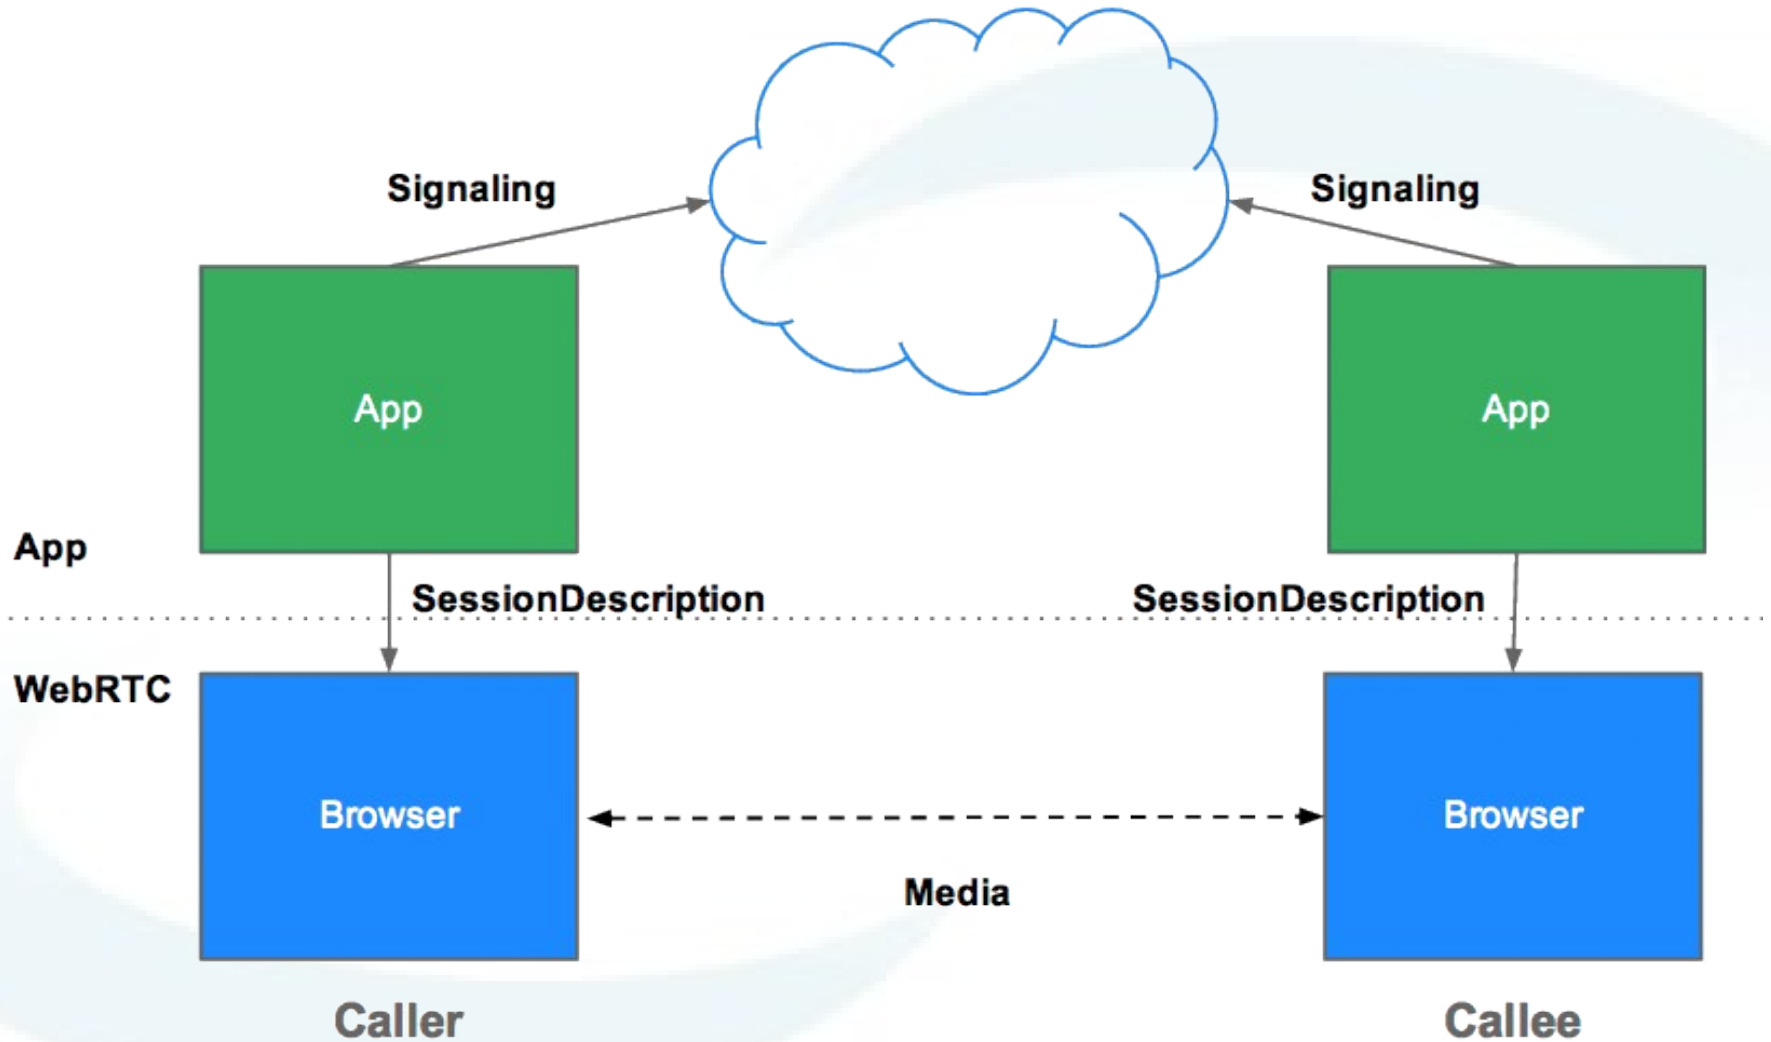 Signaling
Signaling
App
App
App
SessionDescription
SessionDescription
WebRTC
Browser
Browser
Media
Caller
Callee